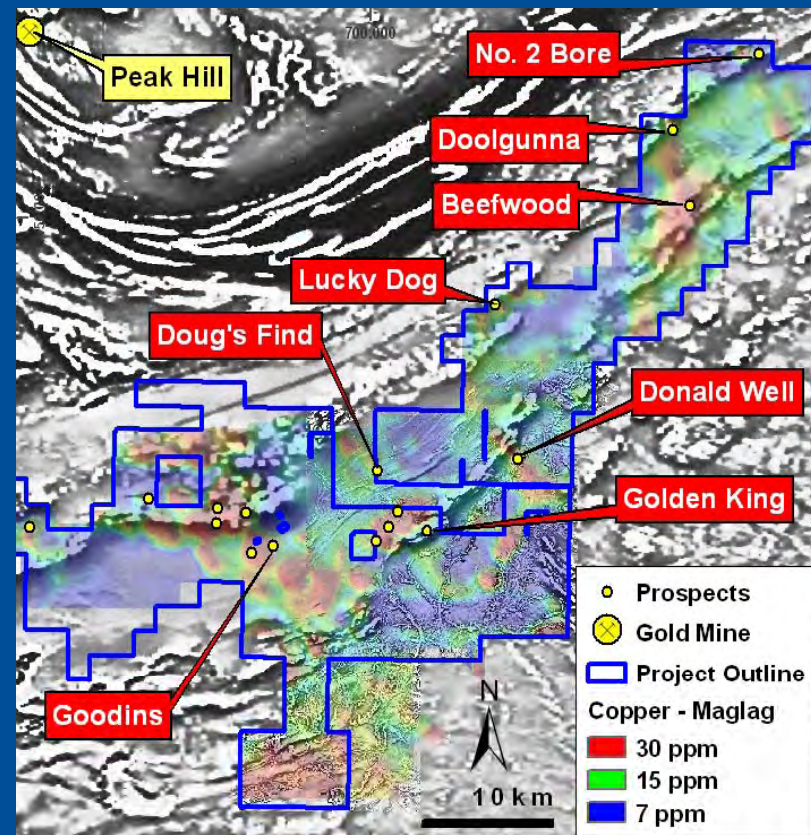 700,000
Peak Hill
No. 2 Bore
Doolgunna
Beefwood
Lucky Dog
Doug's Find
Donald Well
Golden King
Goodins
N
10 km
Prospects
Gold Mine
Project Outline
Copper - Maglag
30 ppm
15 ppm
7 ppm